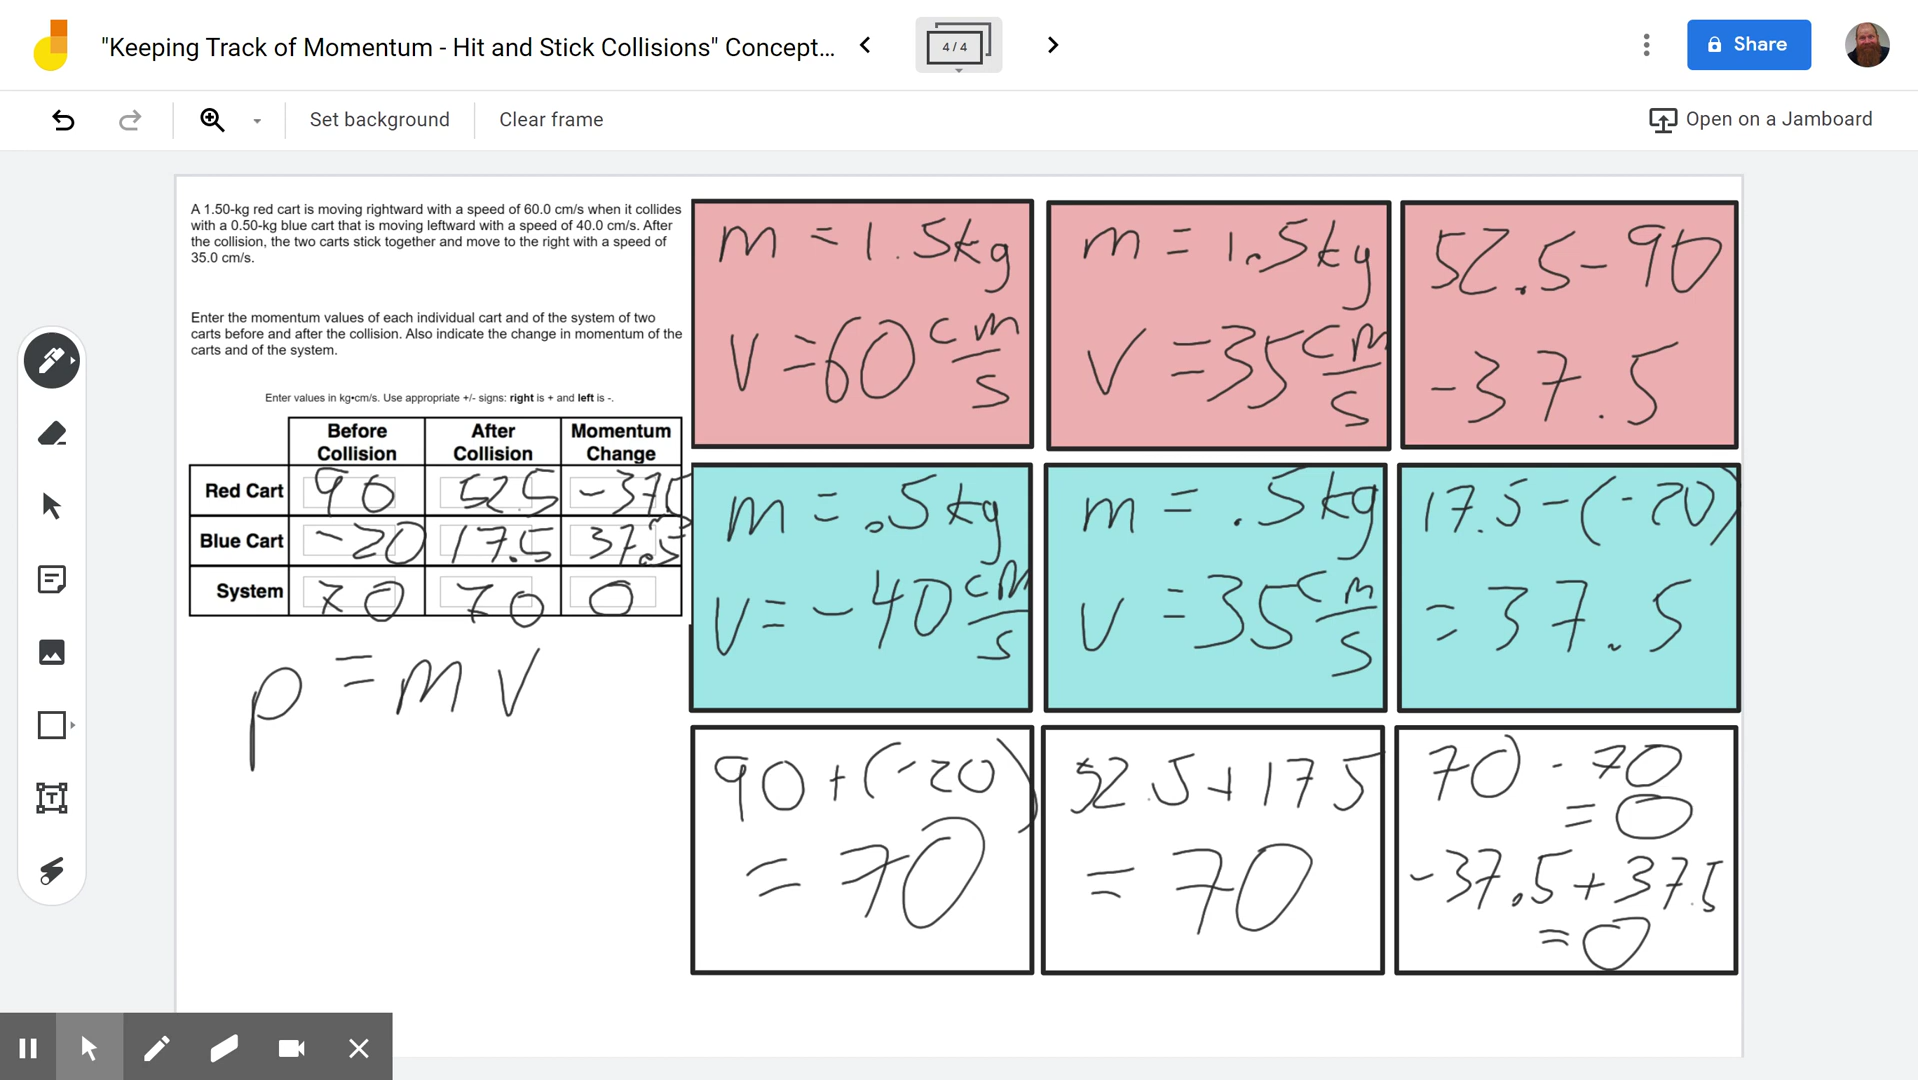 "Keeping Track of Momentum - Hit and Stick Collisions" Concept...
4 / 4
Share
Set background
Clear frame
Open on a Jamboard
A 1.50-kg red cart is moving rightward with a speed of 60.0 cm/s when it collides
with a 0.50-kg blue cart that is moving leftward with a speed of 40.0 cm/s. After
the collision, the two carts stick together and move to the right with a speed of
35.0 cm/s.
Enter the momentum values of each individual cart and of the system of two
carts before and after the collision. Also indicate the change in momentum of the
carts and of the system.
Enter values in kg•cm/s. Use appropriate +/- signs: right is + and left is -.
Before Collision After Collision Momentum Change
Red Cart 90 52.5 -37.5
Blue Cart -20 17.5 37.5
System 70 70 0
p = m v
m = 1.5kg
v = 60 cm/s
m = 1.5kg
v = 35 cm/s
52.5 - 90
-37.5
m = .5kg
v = -40 cm/s
m = .5kg
v = 35 cm/s
17.5 - (-20)
= 37.5
90 + (-20)
= 70
52.5 + 17.5
= 70
70 - 70
= 0
-37.5 + 37.5
= 0
T